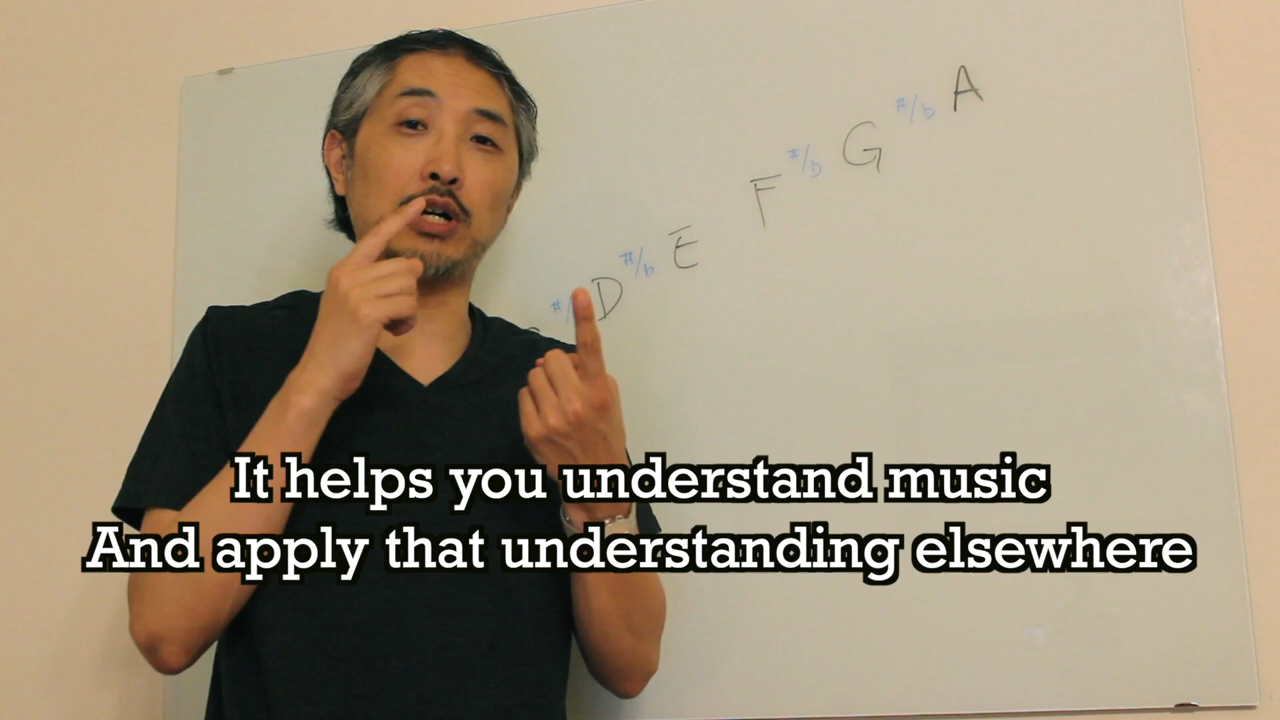 #/b A
#/b G
F
#/b E
#/ D
It helps you understand music
And apply that understanding elsewhere